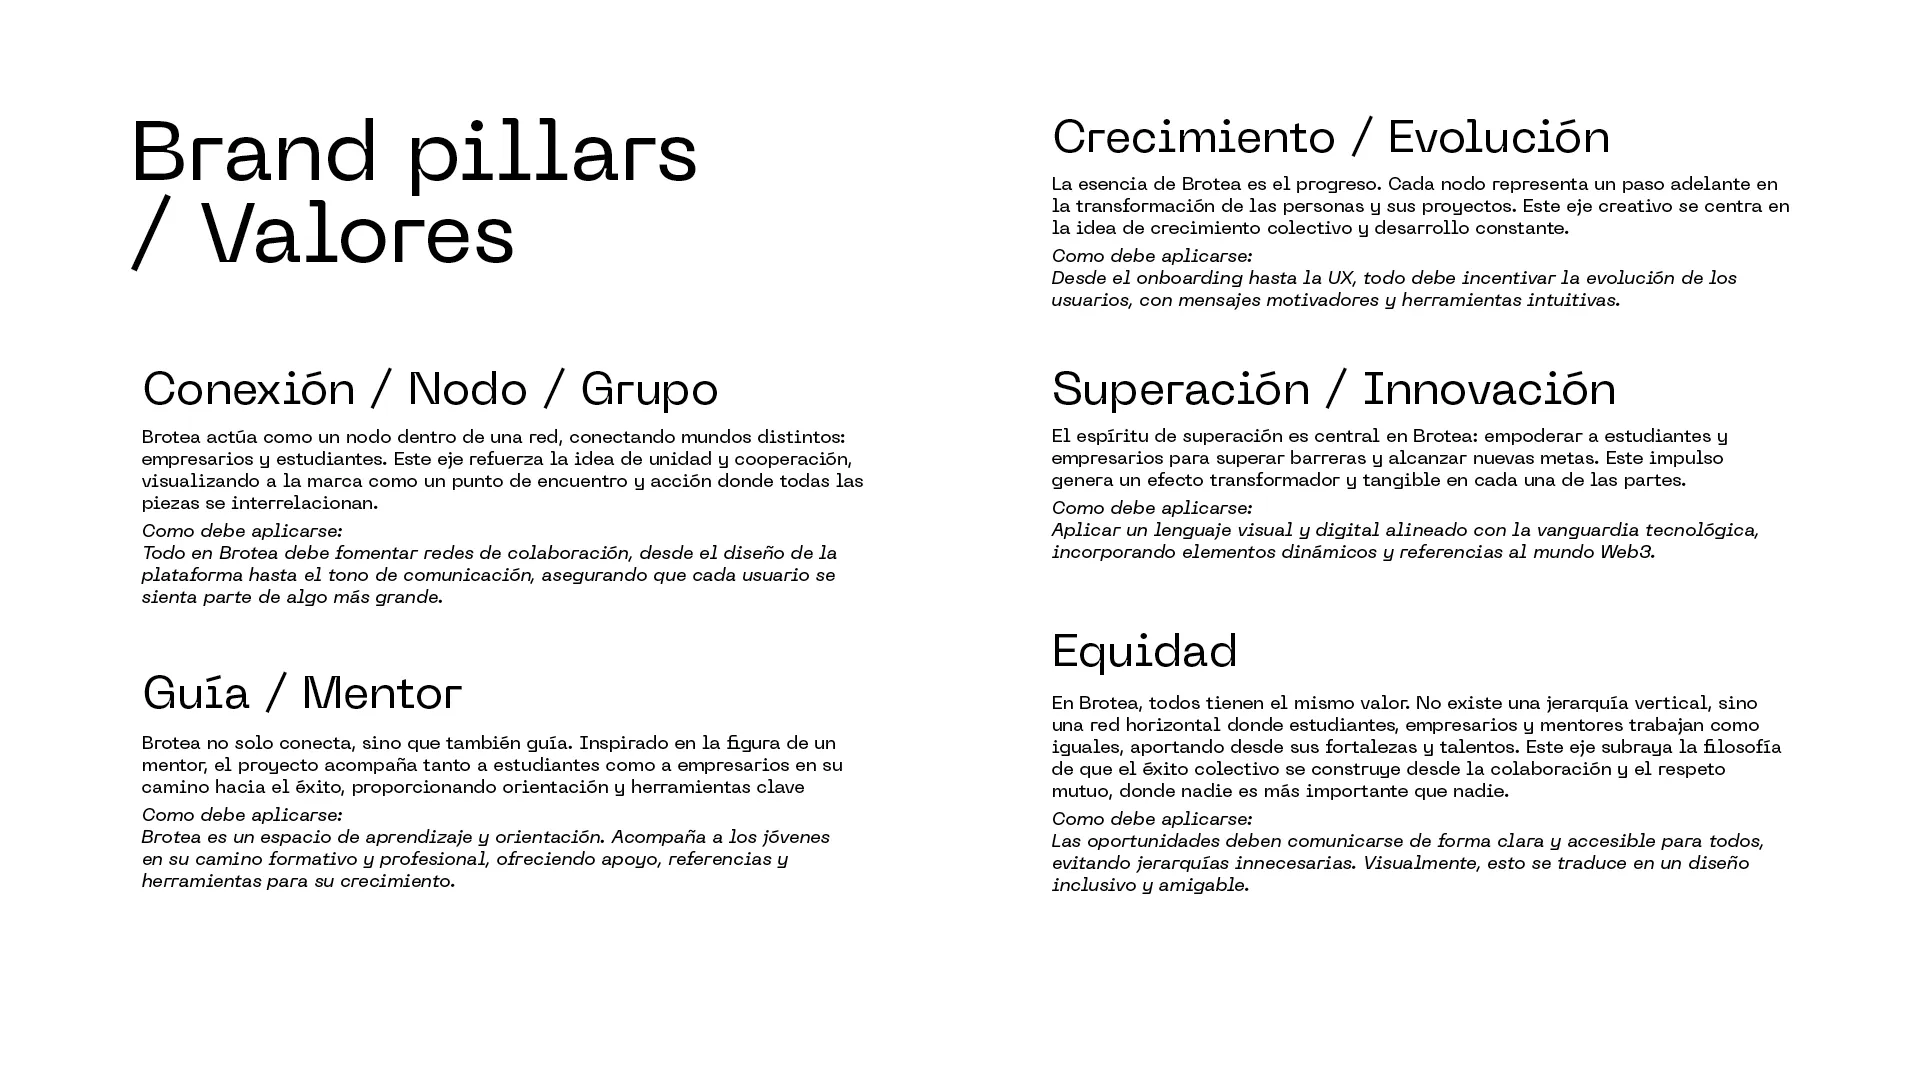 Brand pillars
/ Valores
Conexión / Nodo / Grupo
Brotea actúa como un nodo dentro de una red, conectando mundos distintos:
empresarios y estudiantes. Este eje refuerza la idea de unidad y cooperación,
visualizando a la marca como un punto de encuentro y acción donde todas las
piezas se interrelacionan.
Como debe aplicarse:
Todo en Brotea debe fomentar redes de colaboración, desde el diseño de la
plataforma hasta el tono de comunicación, asegurando que cada usuario se
sienta parte de algo más grande.
Guía / Mentor
Brotea no solo conecta, sino que también guía. Inspirado en la figura de un
mentor, el proyecto acompaña tanto a estudiantes como a empresarios en su
camino hacia el éxito, proporcionando orientación y herramientas clave
Como debe aplicarse:
Brotea es un espacio de aprendizaje y orientación. Acompaña a los jóvenes
en su camino formativo y profesional, ofreciendo apoyo, referencias y
herramientas para su crecimiento.
Crecimiento / Evolución
La esencia de Brotea es el progreso. Cada nodo representa un paso adelante en
la transformación de las personas y sus proyectos. Este eje creativo se centra en
la idea de crecimiento colectivo y desarrollo constante.
Como debe aplicarse:
Desde el onboarding hasta la UX, todo debe incentivar la evolución de los
usuarios, con mensajes motivadores y herramientas intuitivas.
Superación / Innovación
El espíritu de superación es central en Brotea: empoderar a estudiantes y
empresarios para superar barreras y alcanzar nuevas metas. Este impulso
genera un efecto transformador y tangible en cada una de las partes.
Como debe aplicarse:
Aplicar un lenguaje visual y digital alineado con la vanguardia tecnológica,
incorporando elementos dinámicos y referencias al mundo Web3.
Equidad
En Brotea, todos tienen el mismo valor. No existe una jerarquía vertical, sino
una red horizontal donde estudiantes, empresarios y mentores trabajan como
iguales, aportando desde sus fortalezas y talentos. Este eje subraya la filosofía
de que el éxito colectivo se construye desde la colaboración y el respeto
mutuo, donde nadie es más importante que nadie.
Como debe aplicarse:
Las oportunidades deben comunicarse de forma clara y accesible para todos,
evitando jerarquías innecesarias. Visualmente, esto se traduce en un diseño
inclusivo y amigable.